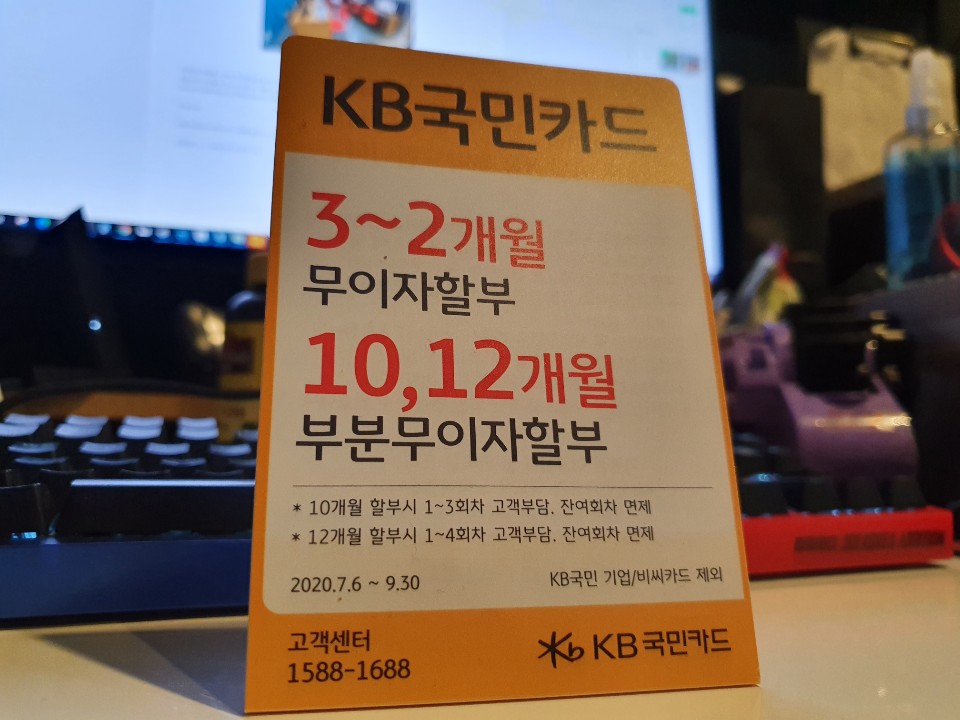 KB국민카드
3~2개월
무이자할부
10,12개월
부분무이자할부
* 10개월 할부시 1~3회차 고객부담. 잔여회차 면제
* 12개월 할부시 1~4회차 고객부담. 잔여회차 면제
2020.7.6 ~ 9.30
KB국민 기업/비씨카드 제외
고객센터
1588-1688
KB국민카드